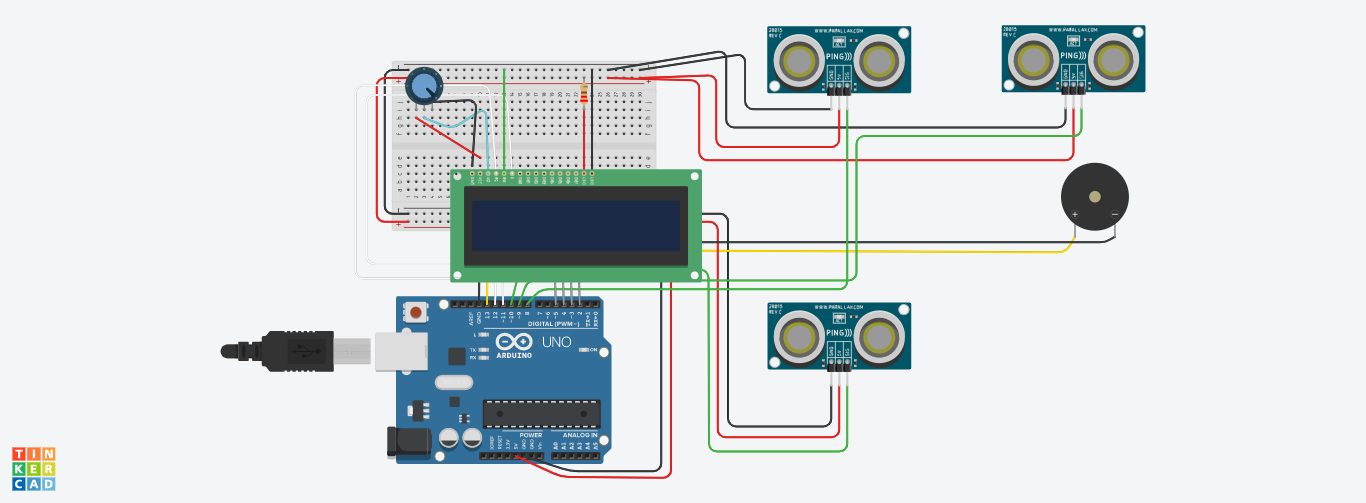 28015
REV C
WWW.PARALLAX.COM
PING)))
GND
5V
SIG
28015
REV C
WWW.PARALLAX.COM
PING)))
GND
5V
SIG
28015
REV C
WWW.PARALLAX.COM
PING)))
GND
5V
SIG
+
−
AREF
GND
13
12
~11
~10
~9
8
7
~6
~5
4
~3
2
TX→1
RX←0
DIGITAL (PWM~)
L
TX
RX
ARDUINO
UNO
ON
POWER
ANALOG IN
IOREF
RESET
3.3V
5V
GND
GND
Vin
A0
A1
A2
A3
A4
A5
TIN
KER
CAD